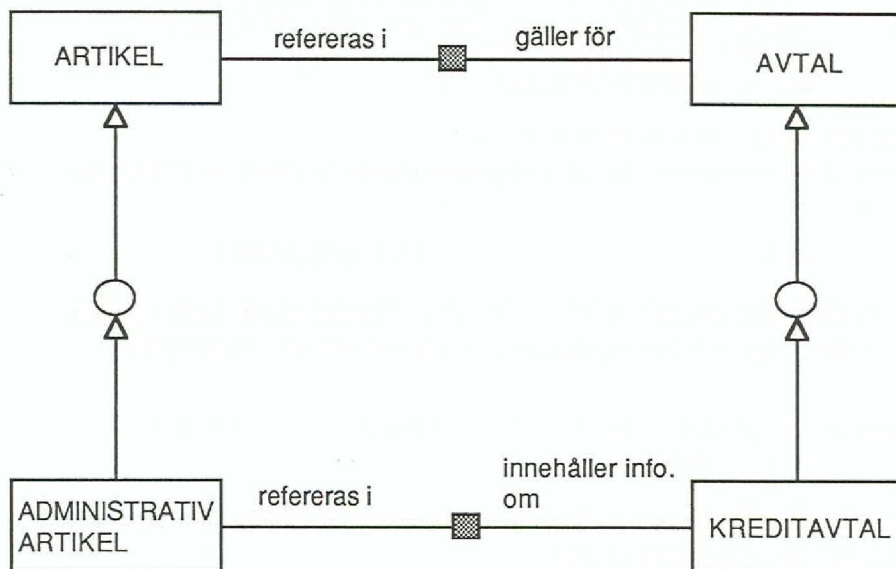 ARTIKEL
refereras i
gäller för
AVTAL
ADMINISTRATIV
ARTIKEL
refereras i
innehåller info.
om
KREDITAVTAL